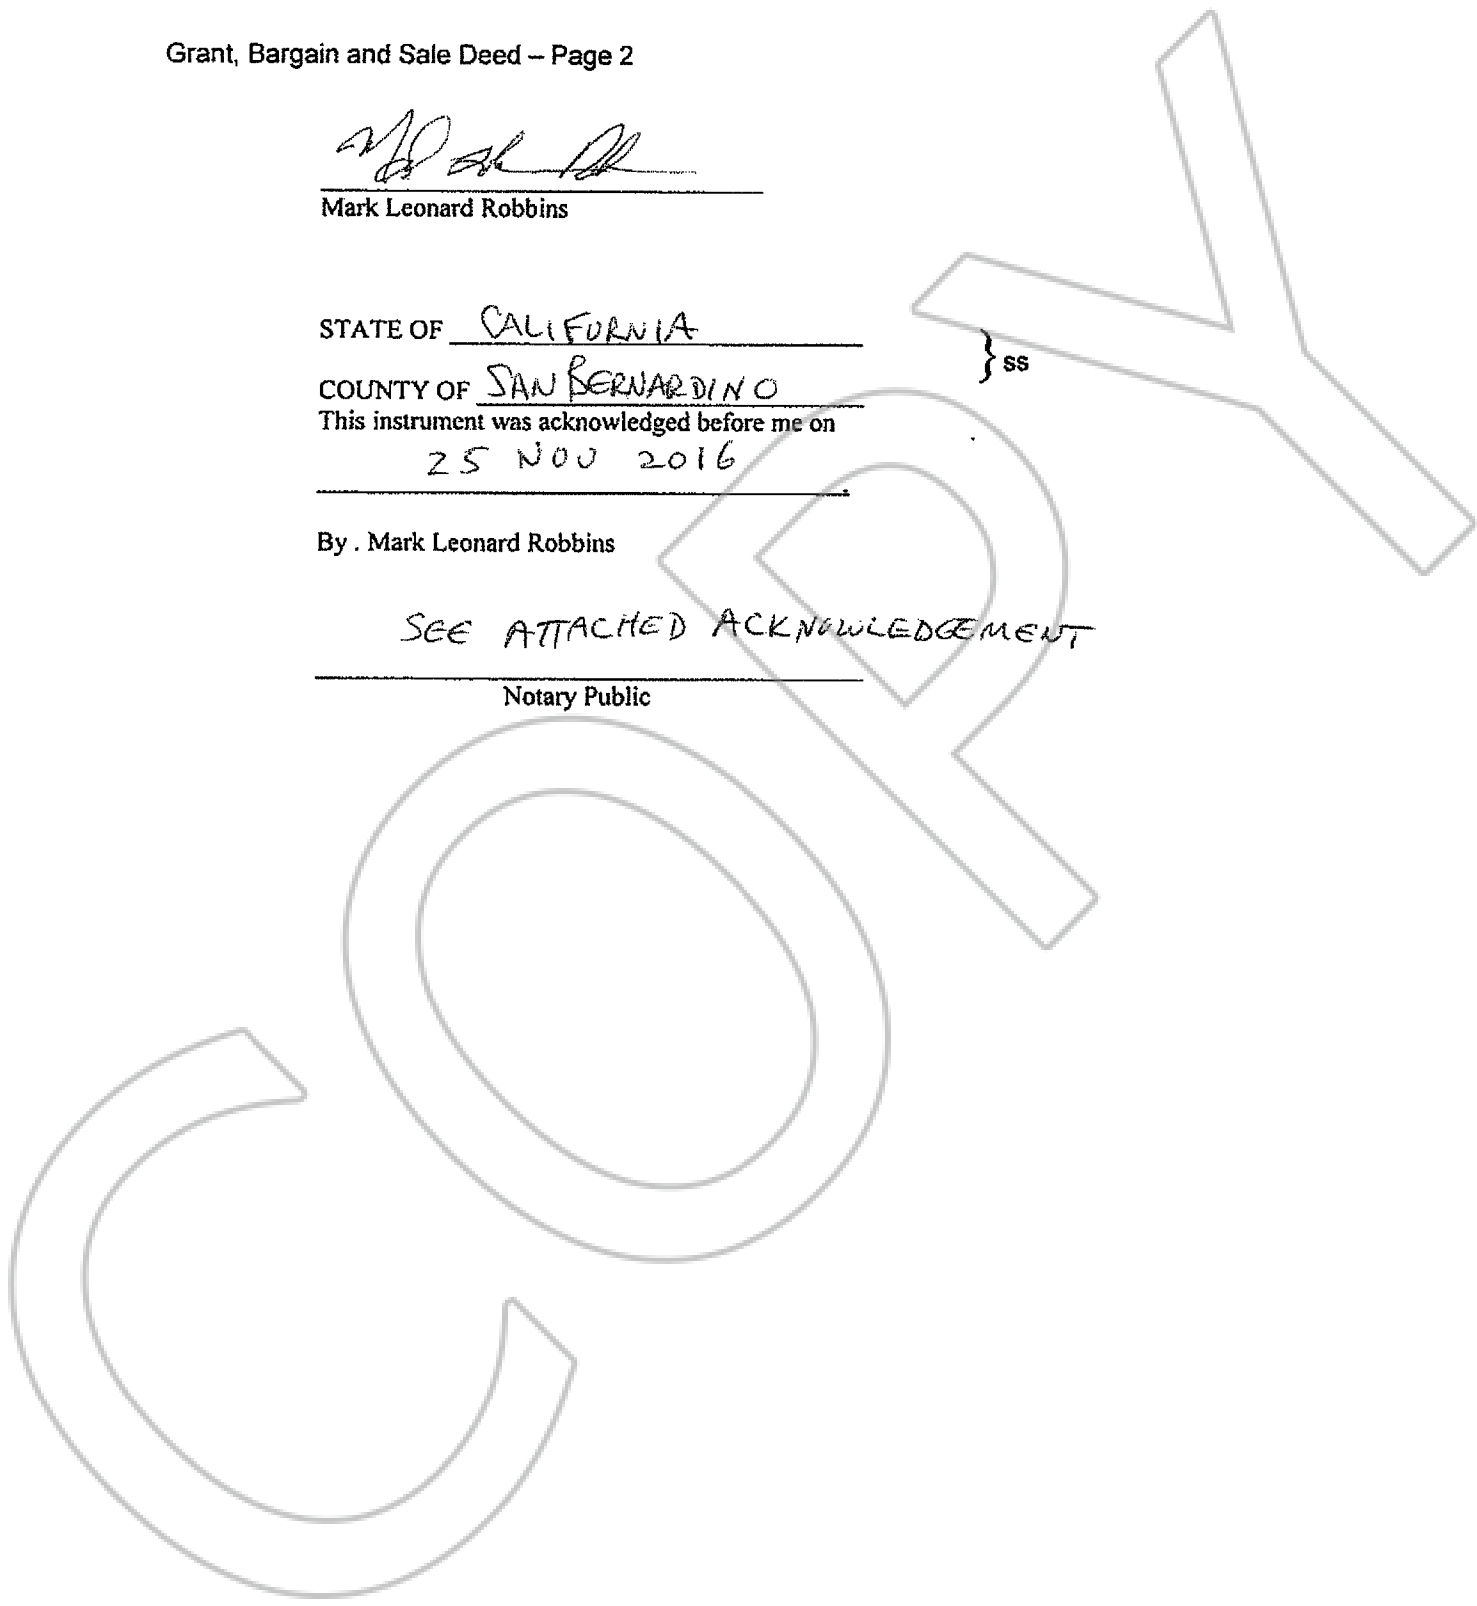 Grant, Bargain and Sale Deed – Page 2
Mark Leonard Robbins
STATE OF CALIFORNIA
} ss
COUNTY OF SAN BERNARDINO
This instrument was acknowledged before me on
25 NOV 2016
By . Mark Leonard Robbins
SEE ATTACHED ACKNOWLEDGEMENT
Notary Public
COPY